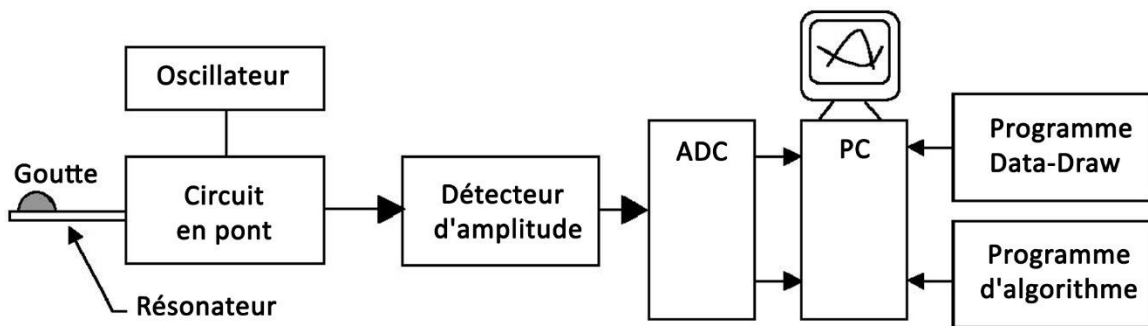 Oscillateur
Goutte
Circuit
en pont
Résonateur
Détecteur
d'amplitude
ADC
PC
Programme
Data-Draw
Programme
d'algorithme